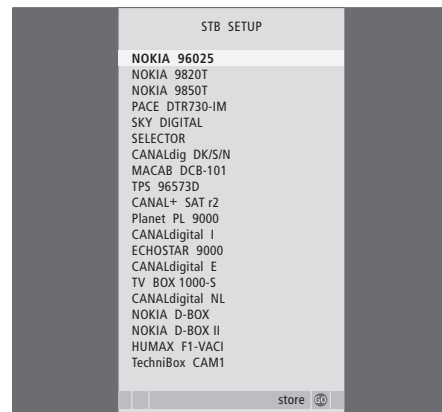 STB SETUP
NOKIA 96025
NOKIA 9820T
NOKIA 9850T
PACE DTR730-IM
SKY DIGITAL
SELECTOR
CANALdig DK/S/N
MACAB DCB-101
TPS 96573D
CANAL+ SAT r2
Planet PL 9000
CANALdigital I
ECHOSTAR 9000
CANALdigital E
TV BOX 1000-S
CANALdigital NL
NOKIA D-BOX
NOKIA D-BOX II
HUMAX F1-VACI
TechniBox CAM1
store GO